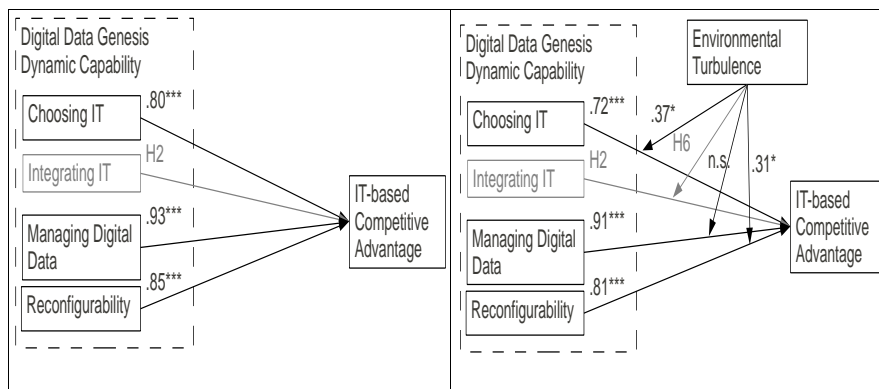 Digital Data Genesis
Dynamic Capability
Choosing IT
.80***
Integrating IT
H2
Managing Digital
Data
.93***
Reconfigurability
.85***
IT-based
Competitive
Advantage
Digital Data Genesis
Dynamic Capability
Environmental
Turbulence
Choosing IT
.72***
.37*
Integrating IT
H2
H6
n.s.
.31*
Managing Digital
Data
.91***
Reconfigurability
.81***
IT-based
Competitive
Advantage